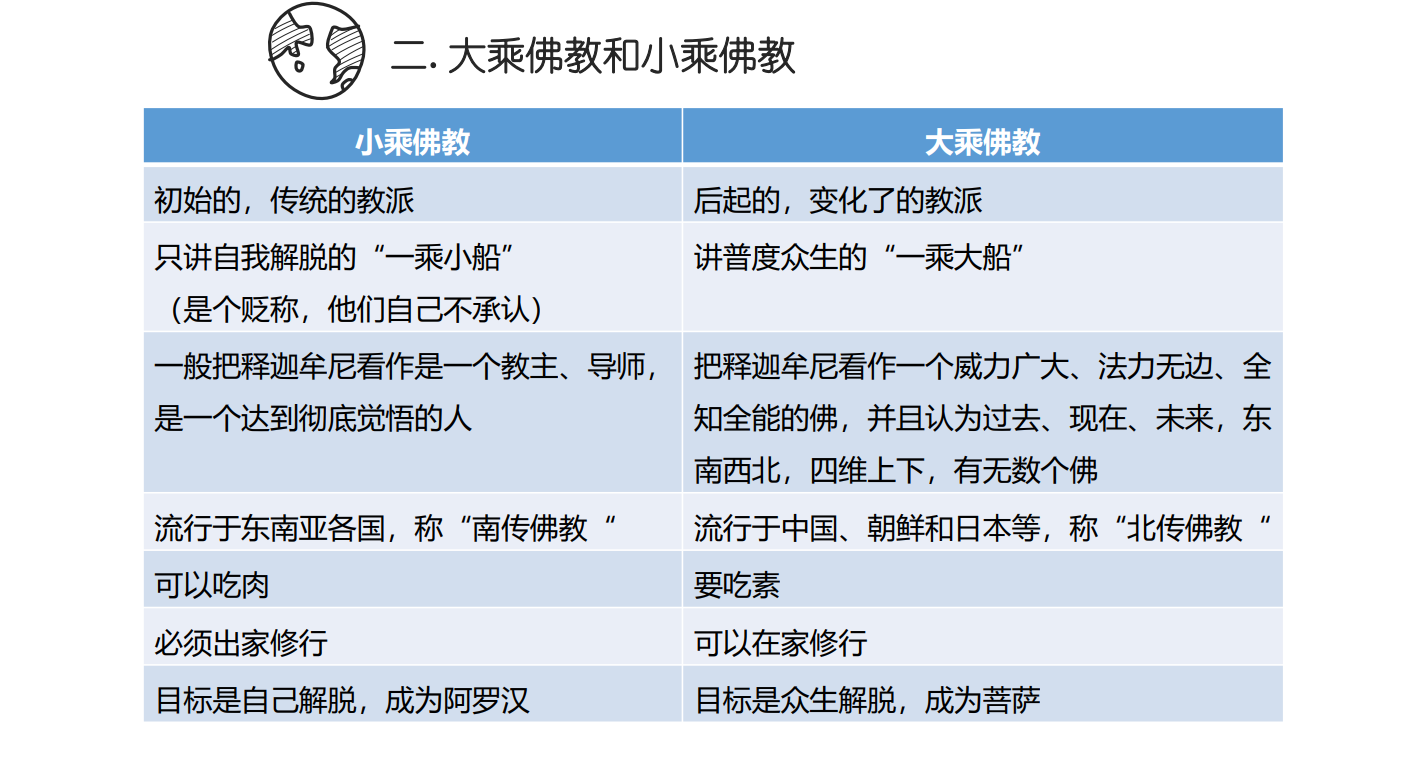 二. 大乘佛教和小乘佛教
小乘佛教
大乘佛教
初始的，传统的教派
后起的，变化了的教派
只讲自我解脱的“一乘小船”
（是个贬称，他们自己不承认）
讲普度众生的“一乘大船”
一般把释迦牟尼看作是一个教主、导师，
是一个达到彻底觉悟的人
把释迦牟尼看作一个威力广大、法力无边、全
知全能的佛，并且认为过去、现在、未来，东
南西北，四维上下，有无数个佛
流行于东南亚各国，称“南传佛教“
流行于中国、朝鲜和日本等，称“北传佛教“
可以吃肉
要吃素
必须出家修行
可以在家修行
目标是自己解脱，成为阿罗汉
目标是众生解脱，成为菩萨